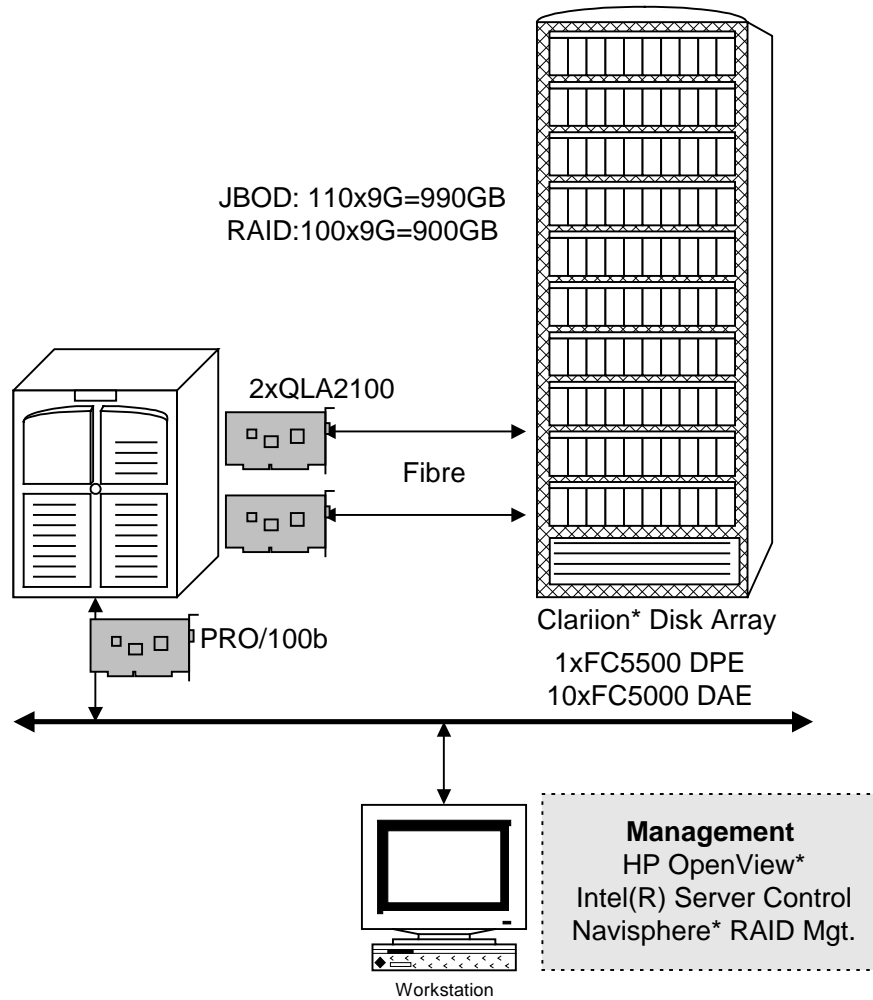 JBOD: 110x9G=990GB
RAID:100x9G=900GB
2xQLA2100
Fibre
PRO/100b
Clariion* Disk Array
1xFC5500 DPE
10xFC5000 DAE
Management
HP OpenView*
Intel(R) Server Control
Navisphere* RAID Mgt.
Workstation